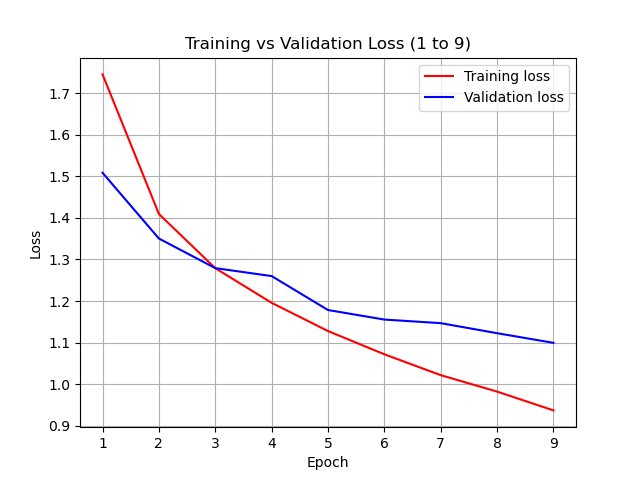 Training vs Validation Loss (1 to 9)
Training loss
Validation loss
1.7
1.6
1.5
1.4
1.3
1.2
1.1
1.0
0.9
Loss
1 2 3 4 5 6 7 8 9
Epoch